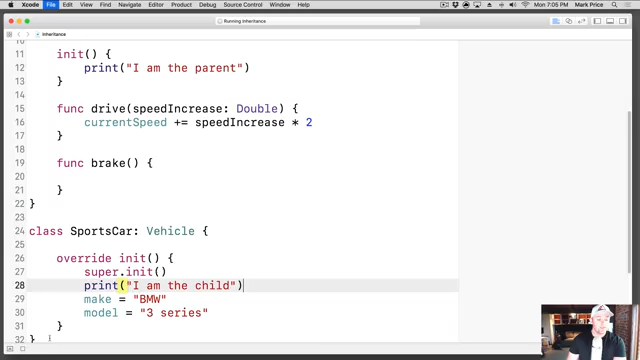 Xcode File Edit View Find Navigate Editor Product Debug Source Control Window Help Mon 7:05 PM Mark Price
Running Inheritance
Inheritance
10
11 init() {
12 print("I am the parent")
13 }
14
15 func drive(speedIncrease: Double) {
16 currentSpeed += speedIncrease * 2
17 }
18
19 func brake() {
20
21 }
22 }
23
24 class SportsCar: Vehicle {
25
26 override init() {
27 super.init()
28 print("I am the child")
29 make = "BMW"
30 model = "3 series"
31 }
32 }